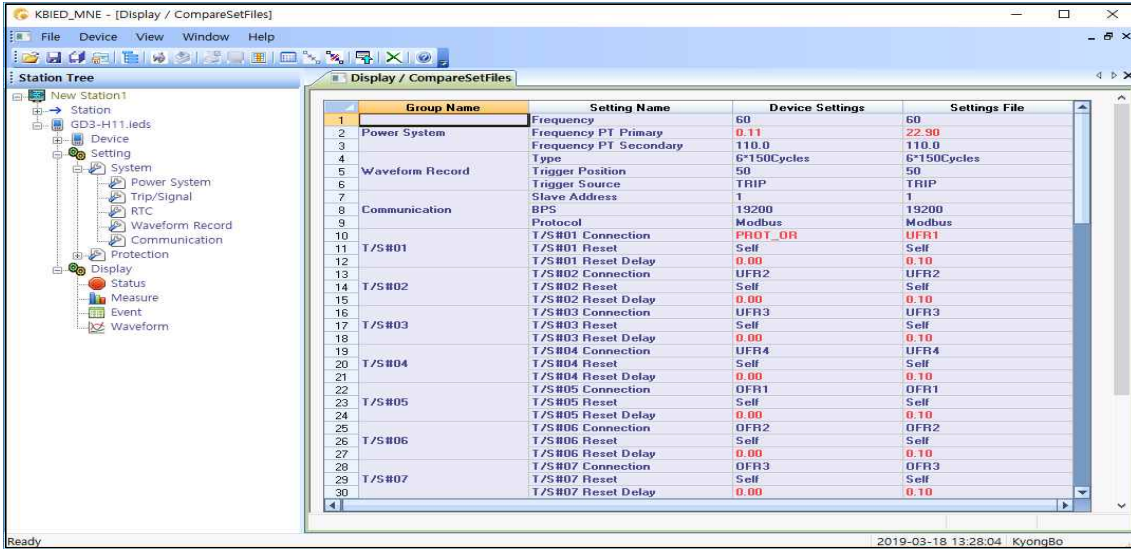 KBIED_MNE - [Display / CompareSetFiles]
File Device View Window Help
Station Tree
New Station1
Station
GD3-H11.ieds
Device
Setting
System
Power System
Trip/Signal
RTC
Waveform Record
Communication
Protection
Display
Status
Measure
Event
Waveform
Display / CompareSetFiles
Group Name Setting Name Device Settings Settings File
1 Frequency 60 60
2 Power System Frequency PT Primary 0.11 22.90
3 Frequency PT Secondary 110.0 110.0
4 Type 6*150Cycles 6*150Cycles
5 Waveform Record Trigger Position 50 50
6 Trigger Source TRIP TRIP
7 Slave Address 1 1
8 Communication BPS 19200 19200
9 Protocol Modbus Modbus
10 T/S#01 Connection PROT_OR UFR1
11 T/S#01 T/S#01 Reset Self Self
12 T/S#01 Reset Delay 0.00 0.10
13 T/S#02 Connection UFR2 UFR2
14 T/S#02 T/S#02 Reset Self Self
15 T/S#02 Reset Delay 0.00 0.10
16 T/S#03 Connection UFR3 UFR3
17 T/S#03 T/S#03 Reset Self Self
18 T/S#03 Reset Delay 0.00 0.10
19 T/S#04 Connection UFR4 UFR4
20 T/S#04 T/S#04 Reset Self Self
21 T/S#04 Reset Delay 0.00 0.10
22 T/S#05 Connection OFR1 OFR1
23 T/S#05 T/S#05 Reset Self Self
24 T/S#05 Reset Delay 0.00 0.10
25 T/S#06 Connection OFR2 OFR2
26 T/S#06 T/S#06 Reset Self Self
27 T/S#06 Reset Delay 0.00 0.10
28 T/S#07 Connection OFR3 OFR3
29 T/S#07 T/S#07 Reset Self Self
30 T/S#07 Reset Delay 0.00 0.10
Ready 2019-03-18 13:28:04 KyongBo